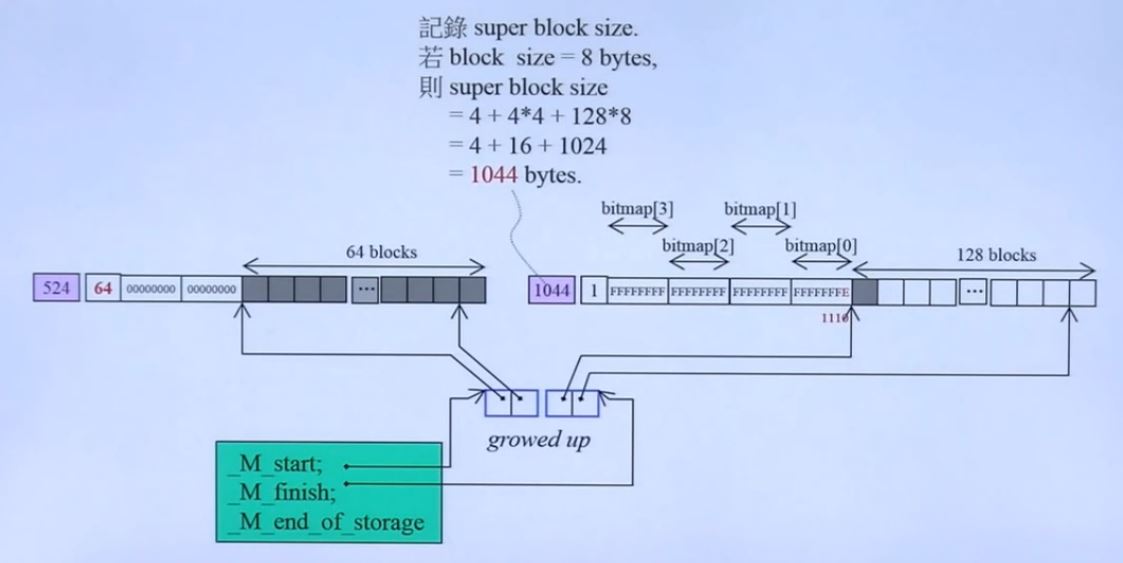 記錄 super block size.
若 block size = 8 bytes,
則 super block size
= 4 + 4*4 + 128*8
= 4 + 16 + 1024
= 1044 bytes.
bitmap[3] bitmap[1]
64 blocks bitmap[2] bitmap[0] 128 blocks
524 64 00000000 00000000 ... 1044 1 FFFFFFFF FFFFFFFF FFFFFFFF FFFFFFFE ...
1110
growed up
_M_start;
_M_finish;
_M_end_of_storage